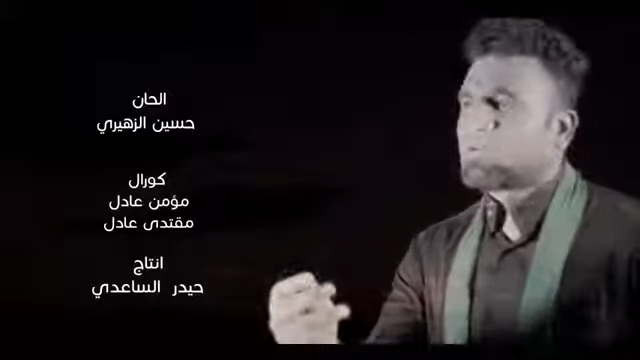 الحان
حسين الزهيري
كورال
مؤمن عادل
مقتدى عادل
انتاج
حيدر الساعدي